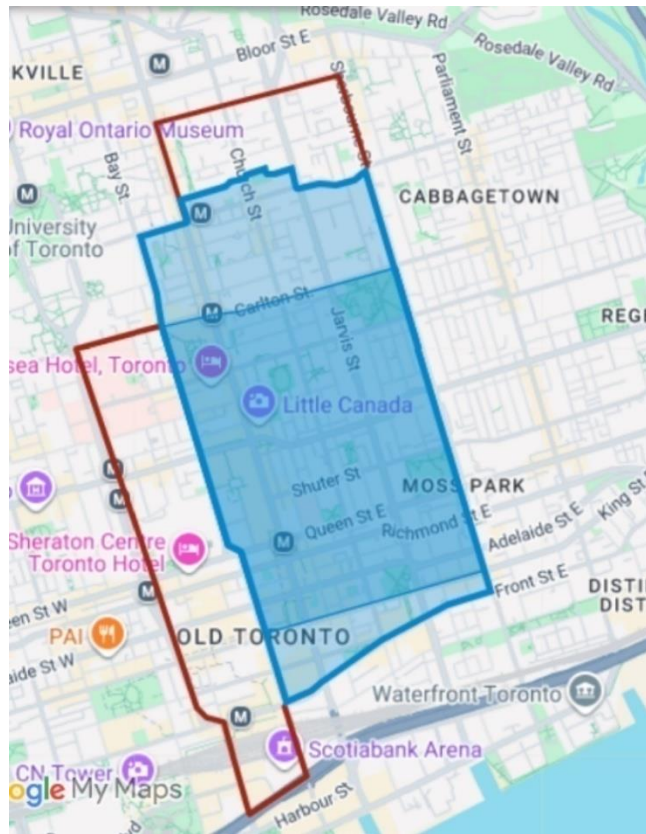 Rosedale Valley Rd
Bloor St E
Rosedale Valley Rd
KVILLE
Sherbourne St
Parliament St
Royal Ontario Museum
Bay St
Church St
CABBAGETOWN
University
of Toronto
Carlton St
REGE
Jarvis St
sea Hotel, Toronto
Little Canada
Shuter St
MOSS PARK
King St E
Queen St E
Richmond St E
Adelaide St E
Sheraton Centre
Toronto Hotel
Front St E
DISTI
DIST
een St W
PAI
OLD TORONTO
aide St W
Waterfront Toronto
Scotiabank Arena
CN Tower
ogle My Maps
Harbour St